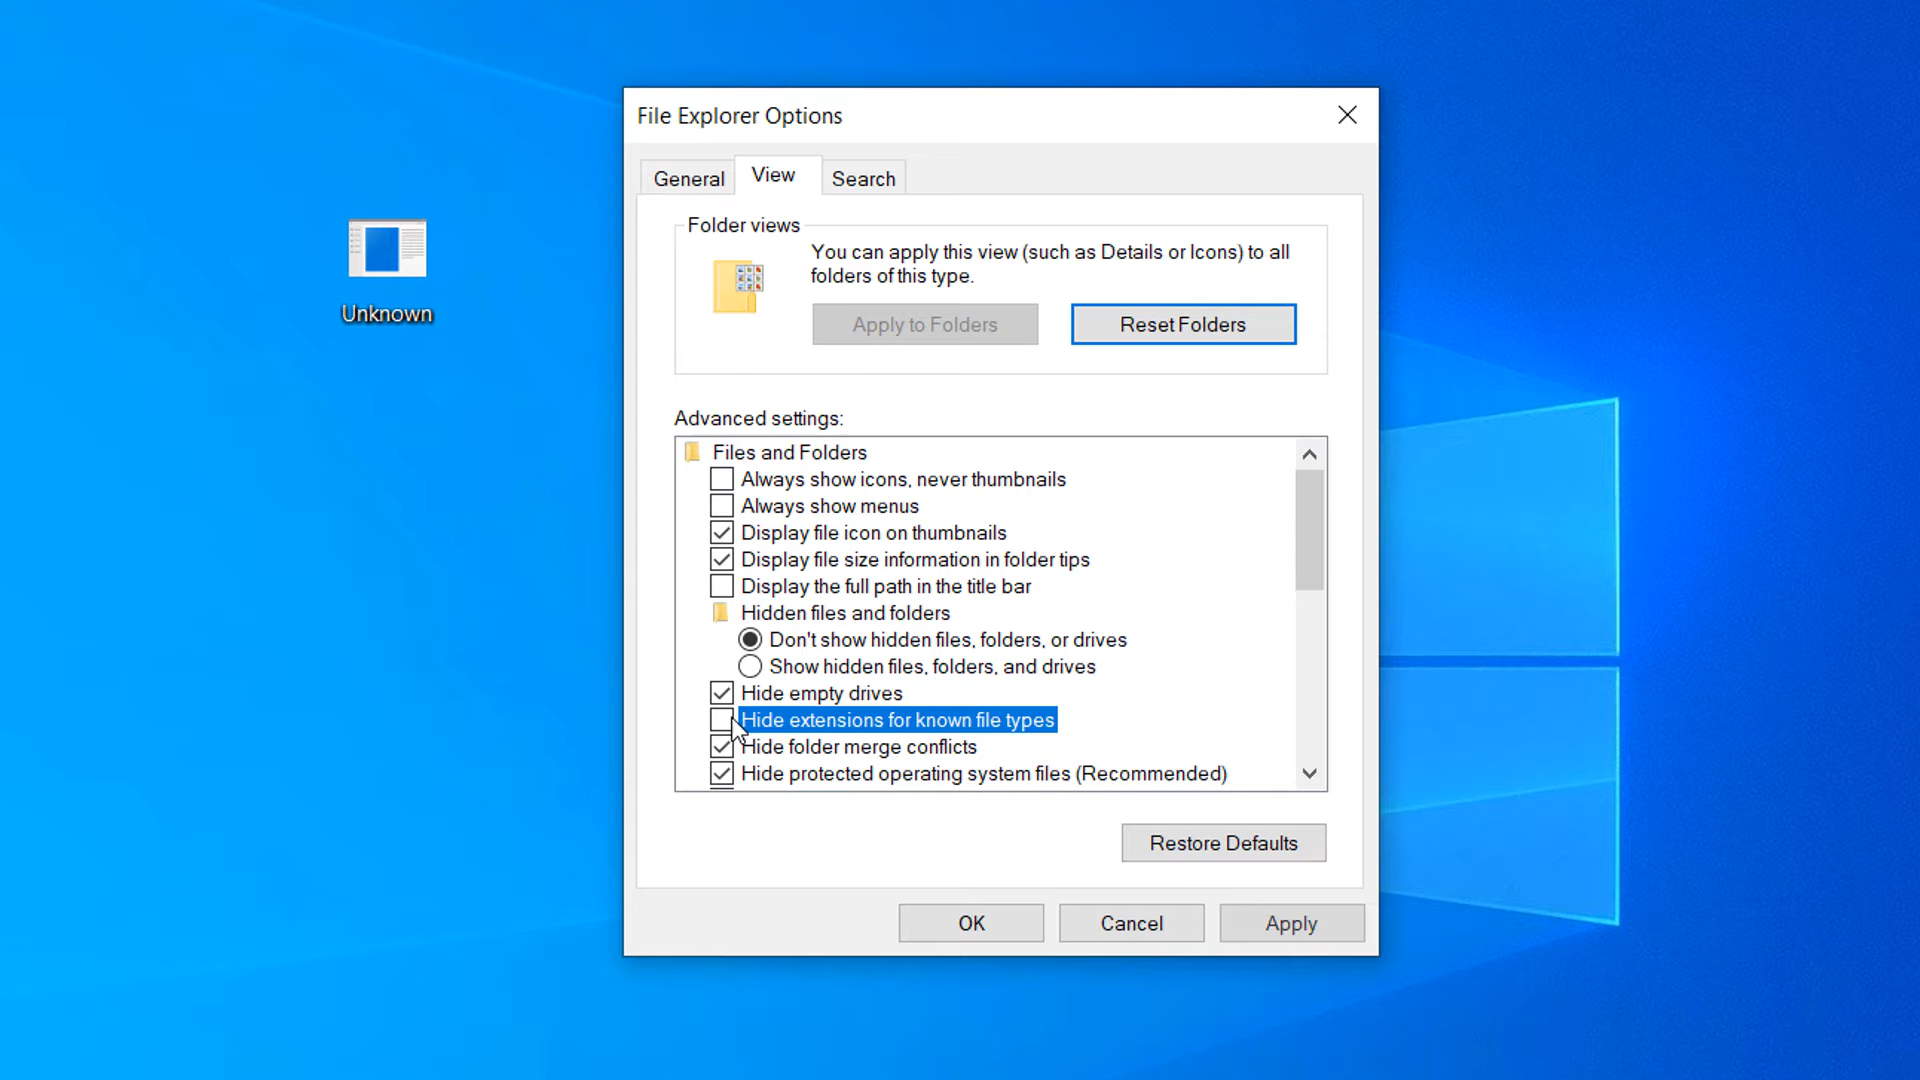 File Explorer Options
General
View
Search
Folder views
You can apply this view (such as Details or Icons) to all
folders of this type.
Apply to Folders
Reset Folders
Unknown
Advanced settings:
Files and Folders
Always show icons, never thumbnails
Always show menus
Display file icon on thumbnails
Display file size information in folder tips
Display the full path in the title bar
Hidden files and folders
Don't show hidden files, folders, or drives
Show hidden files, folders, and drives
Hide empty drives
Hide extensions for known file types
Hide folder merge conflicts
Hide protected operating system files (Recommended)
Restore Defaults
OK
Cancel
Apply